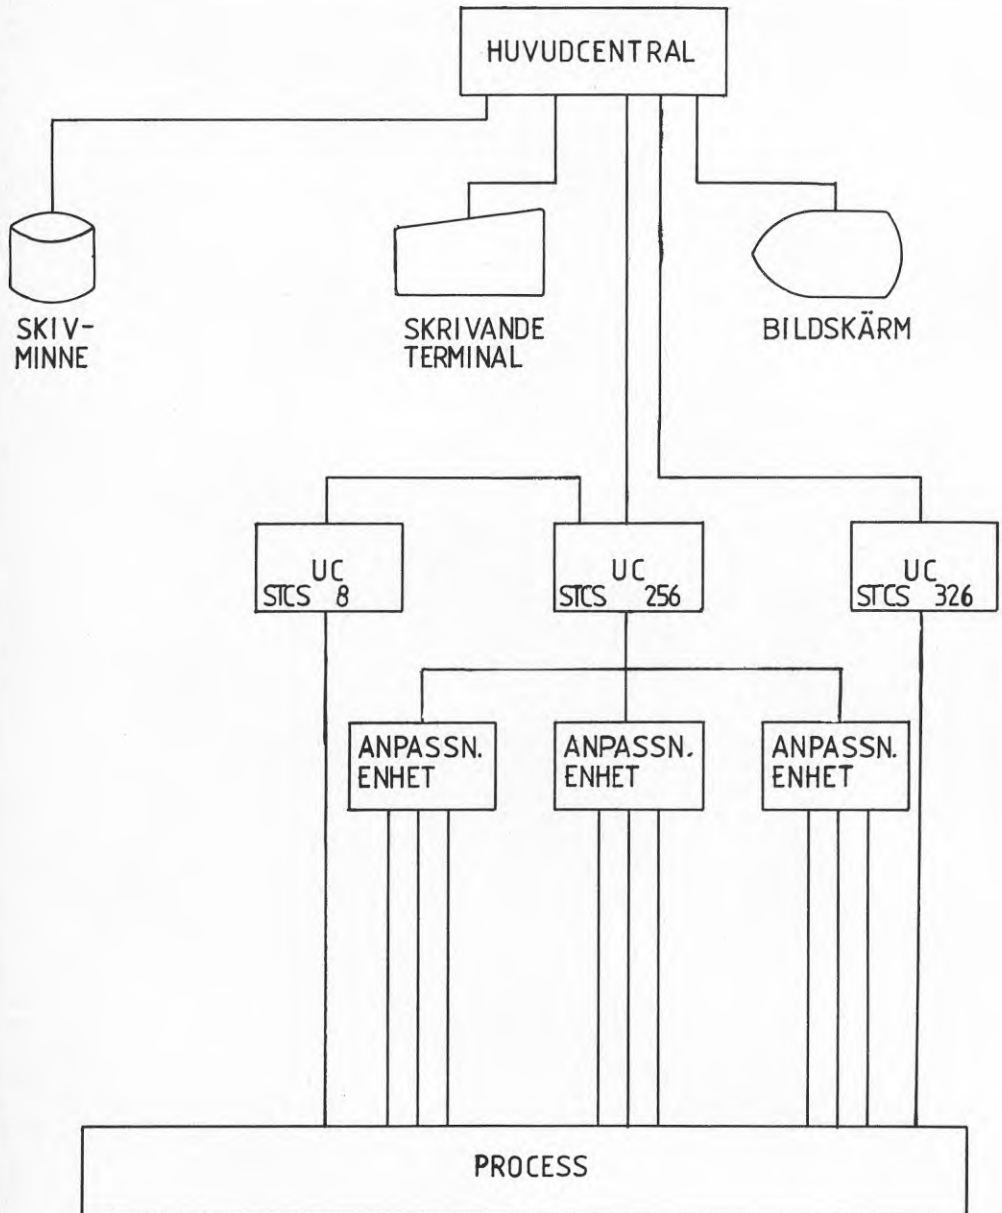 HUVUDCENTRAL
SKIV-
MINNE
SKRIVANDE
TERMINAL
BILDSKÄRM
UC
STCS 8
UC
STCS 256
UC
STCS 326
ANPASSN.
ENHET
ANPASSN.
ENHET
ANPASSN.
ENHET
PROCESS